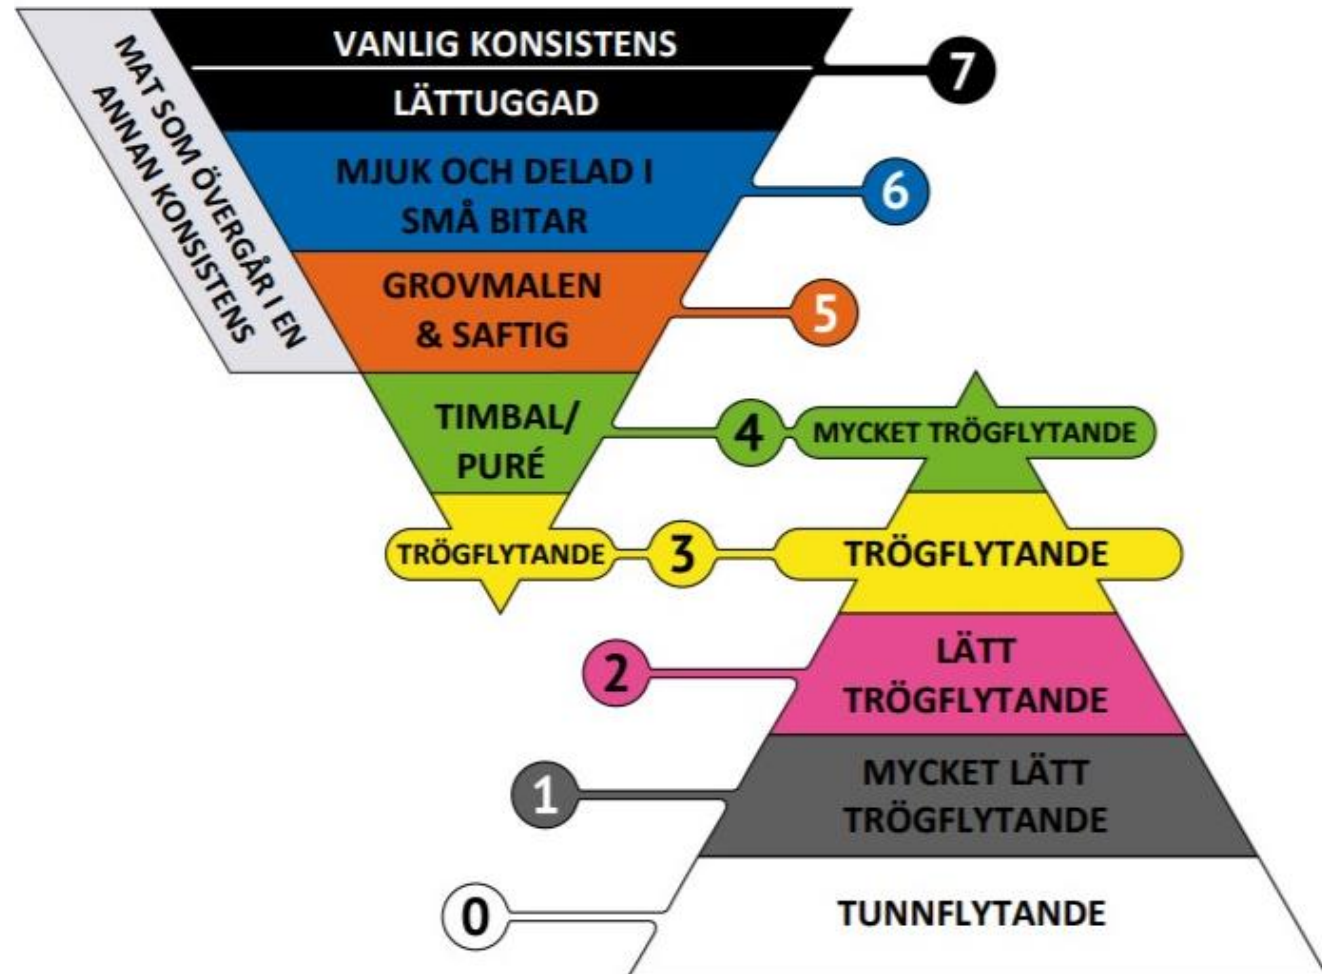 MAT SOM ÖVERGÅR I EN
ANNAN KONSISTENS
VANLIG KONSISTENS
7
LÄTTUGGAD
MJUK OCH DELAD I
SMÅ BITAR
6
GROVMALEN
& SAFTIG
5
TIMBAL/
PURÉ
4
MYCKET TRÖGFLYTANDE
TRÖGFLYTANDE
3
TRÖGFLYTANDE
2
LÄTT
TRÖGFLYTANDE
1
MYCKET LÄTT
TRÖGFLYTANDE
0
TUNNFLYTANDE